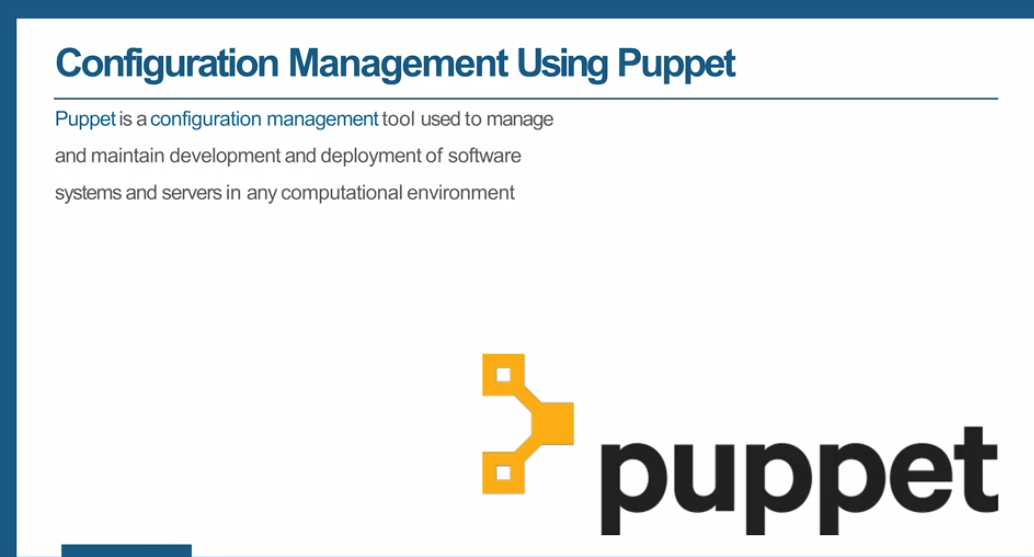 Configuration Management Using Puppet
Puppet is a configuration management tool used to manage
and maintain development and deployment of software
systems and servers in any computational environment
puppet